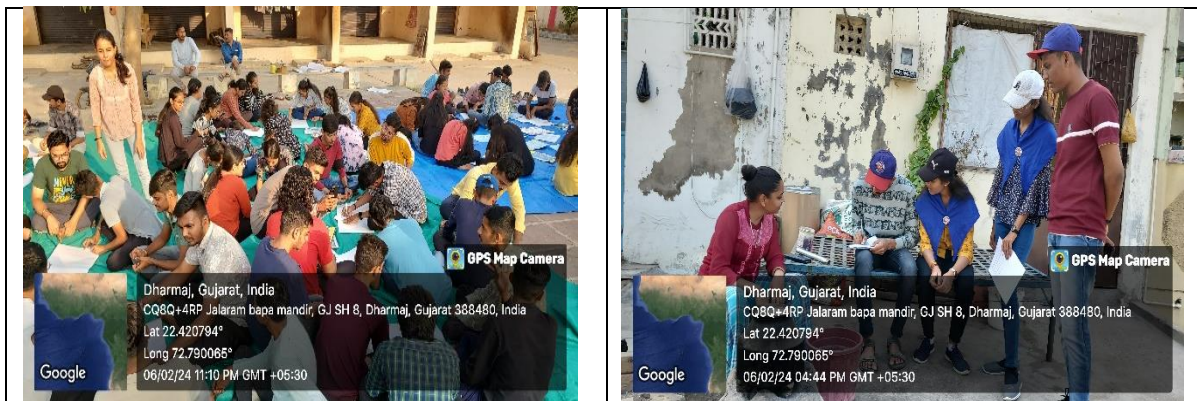 GPS Map Camera
Dharmaj, Gujarat, India
CQ8Q+4RP Jalaram bapa mandir, GJ SH 8, Dharmaj, Gujarat 388480, India
Lat 22.420794°
Long 72.790065°
06/02/24 11:10 PM GMT +05:30
Google
GPS Map Camera
Dharmaj, Gujarat, India
CQ8Q+4RP Jalaram bapa mandir, GJ SH 8, Dharmaj, Gujarat 388480, India
Lat 22.420794°
Long 72.790065°
06/02/24 04:44 PM GMT +05:30
Google